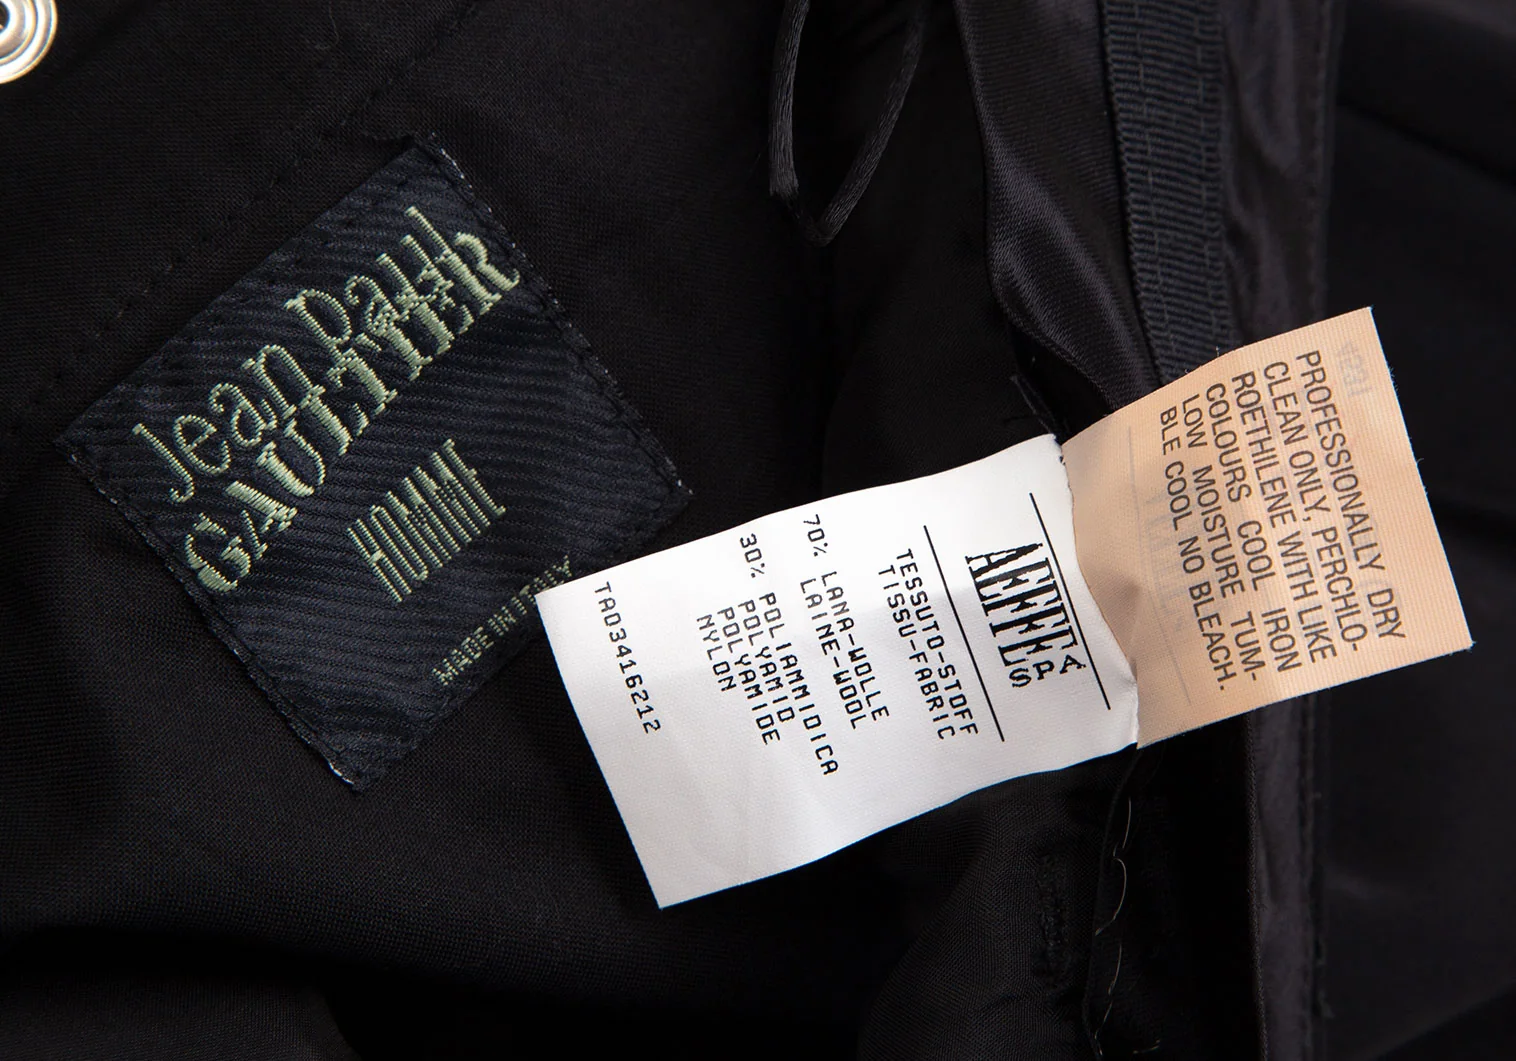 Jean Paul
GAULTIER
HOMME
MADE IN ITALY
AEFFE
SPA
TESSUTO-STOFF
TISSU-FABRIC
70% LANA-WOLLE
LAINE-WOOL
30% POLIAMMIDICA
POLYAMID
POLYAMIDE
NYLON
TA03416212
PROFESSIONALLY DRY
CLEAN ONLY, PERCHLO-
ROETHILENE WITH LIKE
COLOURS COOL IRON
LOW MOISTURE TUM-
BLE COOL NO BLEACH.